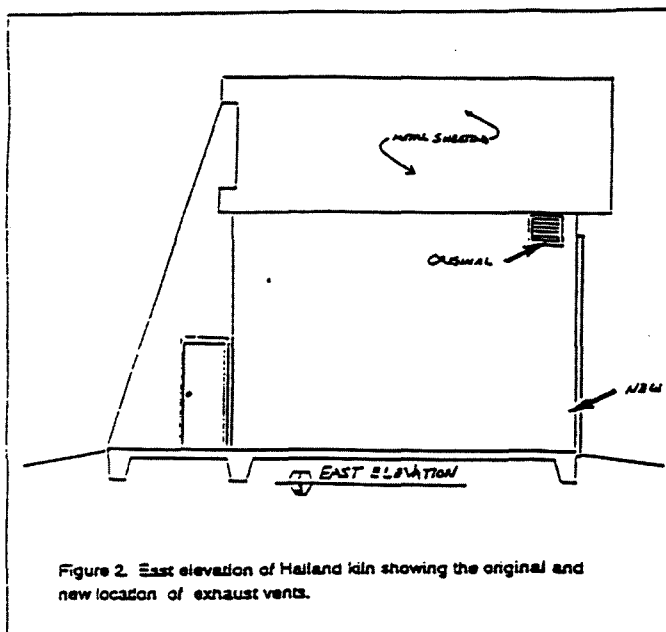 METAL SHEETING
ORIGINAL
NEW
EAST ELEVATION
Figure 2. East elevation of Hailand kiln showing the original and
new location of exhaust vents.